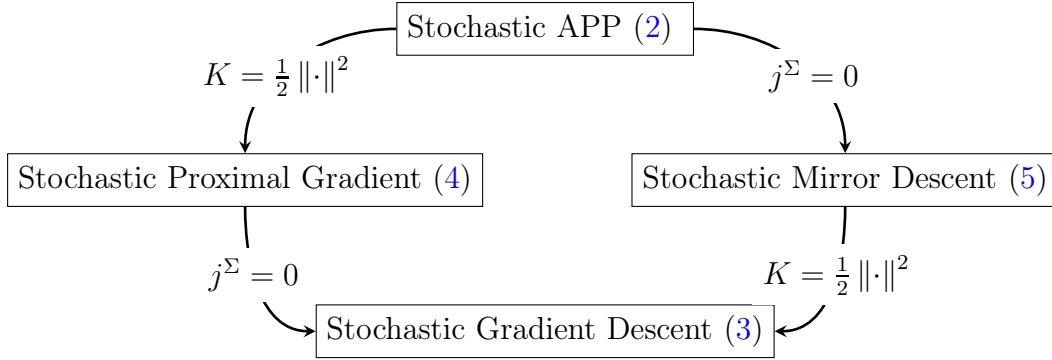 Stochastic APP (2)
K = ½ ‖·‖²
j^Σ = 0
Stochastic Proximal Gradient (4)
Stochastic Mirror Descent (5)
j^Σ = 0
K = ½ ‖·‖²
Stochastic Gradient Descent (3)